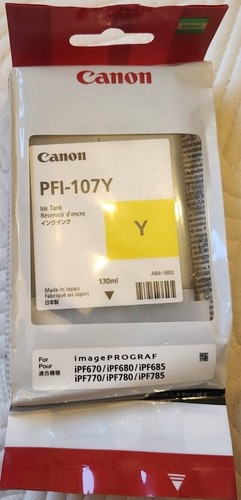 Canon
Canon
PFI-107Y
Ink Tank
Réservoir d'encre
インクタンク
Y
130ml
AB6-1602
Made in Japan
Fabriqué au Japon
日本製
For
Pour
適合機種
imagePROGRAF
iPF670/iPF680/iPF685
iPF770/iPF780/iPF785